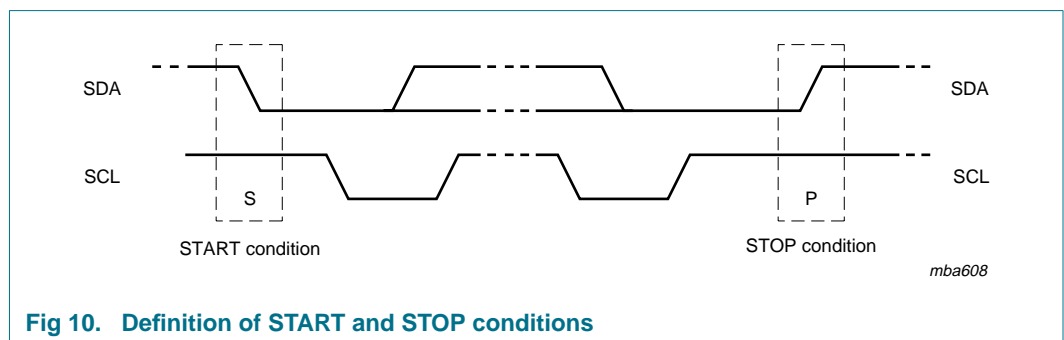 SDA SDA
SCL SCL
S P
START condition STOP condition
mba608
Fig 10. Definition of START and STOP conditions